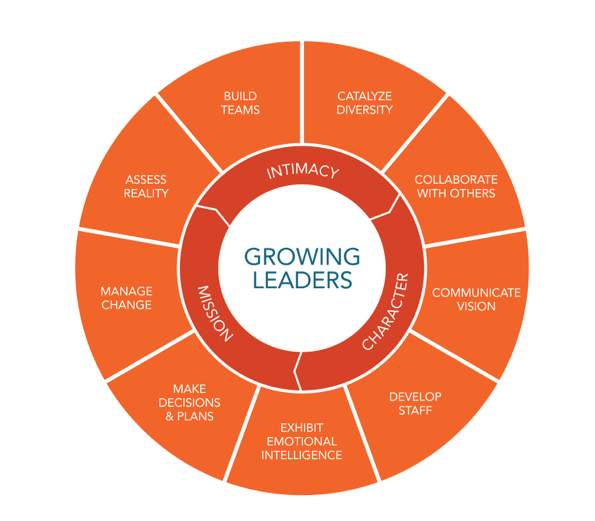 GROWING
LEADERS
INTIMACY
CHARACTER
MISSION
CATALYZE
DIVERSITY
COLLABORATE
WITH OTHERS
COMMUNICATE
VISION
DEVELOP
STAFF
EXHIBIT
EMOTIONAL
INTELLIGENCE
MAKE
DECISIONS
& PLANS
MANAGE
CHANGE
ASSESS
REALITY
BUILD
TEAMS